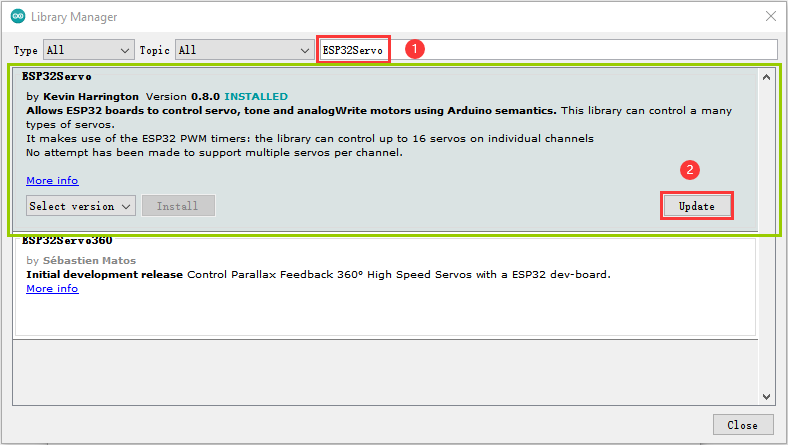 Library Manager
Type All Topic All ESP32Servo 1
ESP32Servo
by Kevin Harrington Version 0.8.0 INSTALLED
Allows ESP32 boards to control servo, tone and analogWrite motors using Arduino semantics. This library can control a many
types of servos.
It makes use of the ESP32 PWM timers: the library can control up to 16 servos on individual channels
No attempt has been made to support multiple servos per channel.
More info
2
Select version Install Update
ESP32Servo360
by Sébastien Matos
Initial development release Control Parallax Feedback 360° High Speed Servos with a ESP32 dev-board.
More info
Close